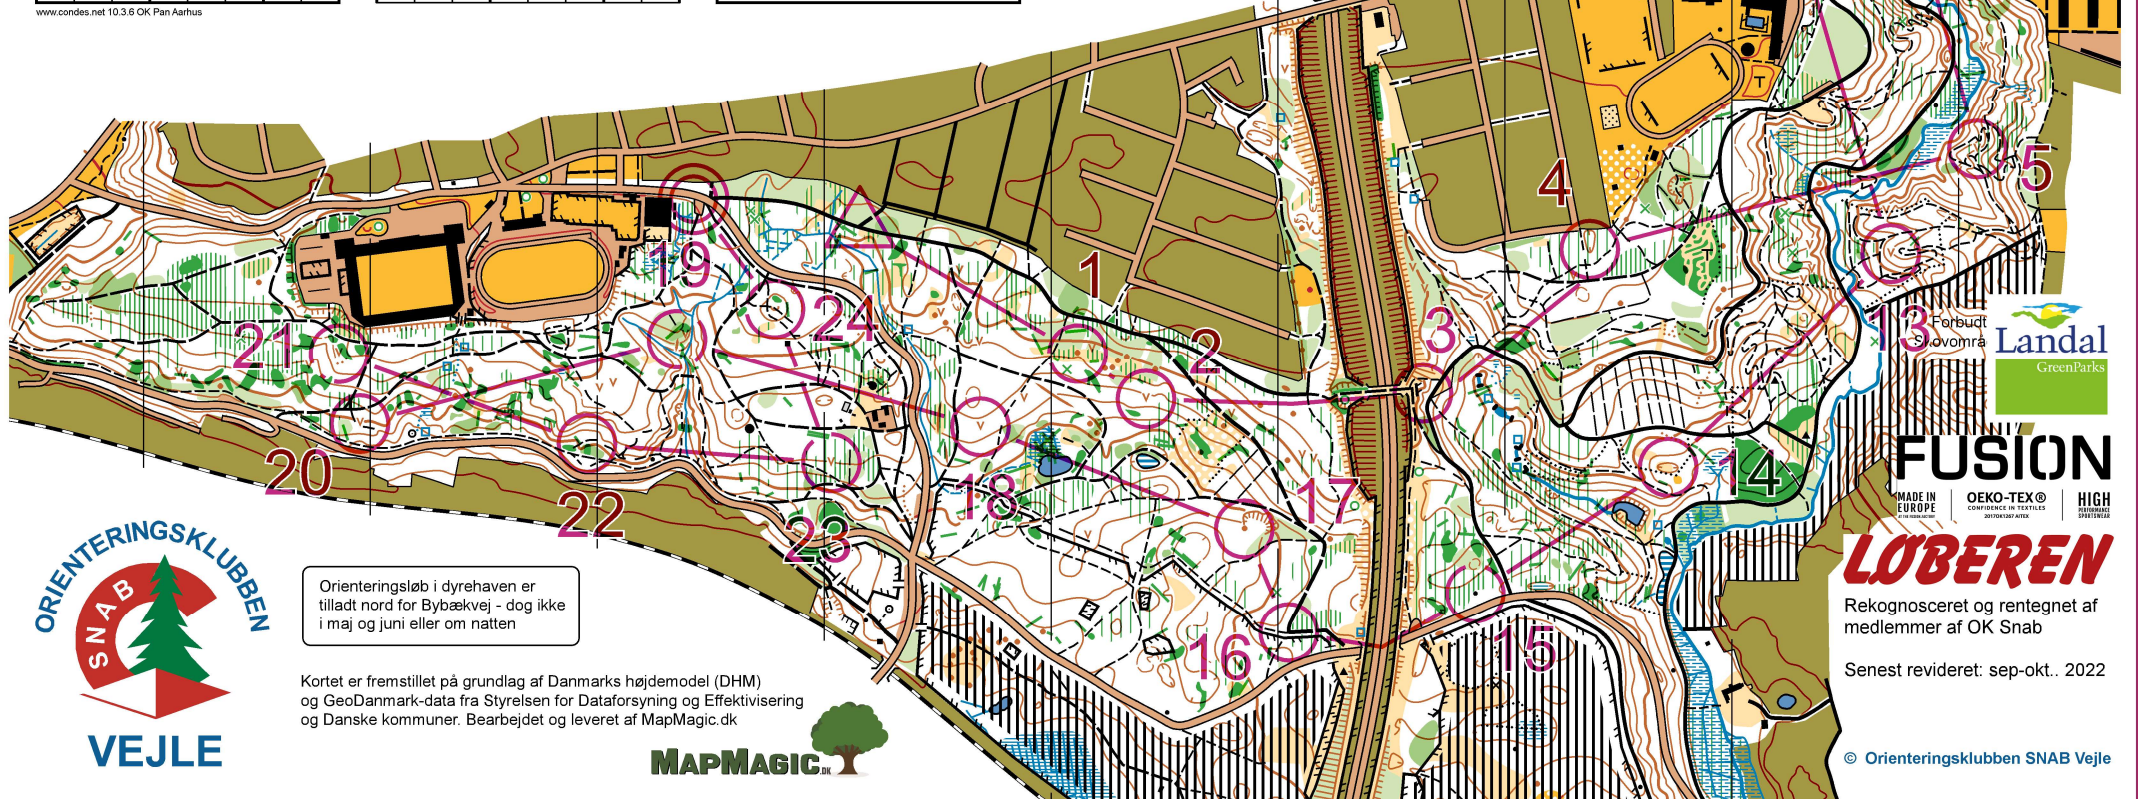 www.condes.net 10.3.6 OK Pan Aarhus
4
5
19
1
24
2
3
21
13
Forbudt
Skovområ
Landal
GreenParks
20
22
18
17
14
23
16
15
FUSION
MADE IN
EUROPE
OEKO-TEX®
CONFIDENCE IN TEXTILES
HIGH
PERFORMANCE
SPORTSWEAR
LØBEREN
Rekognosceret og rentegnet af
medlemmer af OK Snab
Senest revideret: sep-okt.. 2022
© Orienteringsklubben SNAB Vejle
ORIENTERINGSKLUBBEN
SNAB
VEJLE
Orienteringsløb i dyrehaven er
tilladt nord for Bybækvej - dog ikke
i maj og juni eller om natten
Kortet er fremstillet på grundlag af Danmarks højdemodel (DHM)
og GeoDanmark-data fra Styrelsen for Dataforsyning og Effektivisering
og Danske kommuner. Bearbejdet og leveret af MapMagic.dk
MAPMAGIC.DK